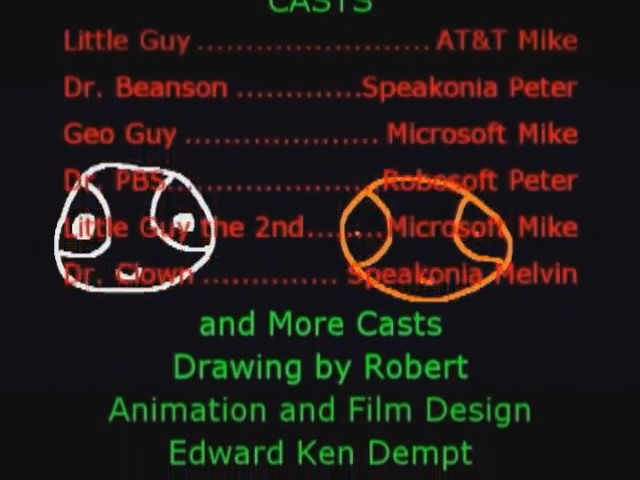 CASTS
Little Guy ........................ AT&T Mike
Dr. Beanson .............Speakonia Peter
Geo Guy .................... Microsoft Mike
Dr. PBS..................... Robosoft Peter
Little Guy the 2nd........Microsoft Mike
Dr. Clown .............. Speakonia Melvin
and More Casts
Drawing by Robert
Animation and Film Design
Edward Ken Dempt